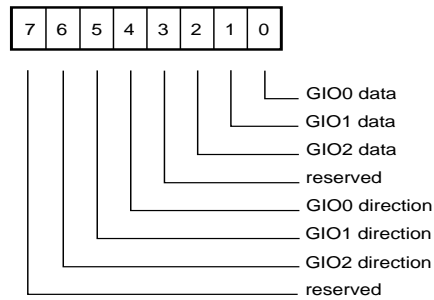 7 6 5 4 3 2 1 0
GIO0 data
GIO1 data
GIO2 data
reserved
GIO0 direction
GIO1 direction
GIO2 direction
reserved